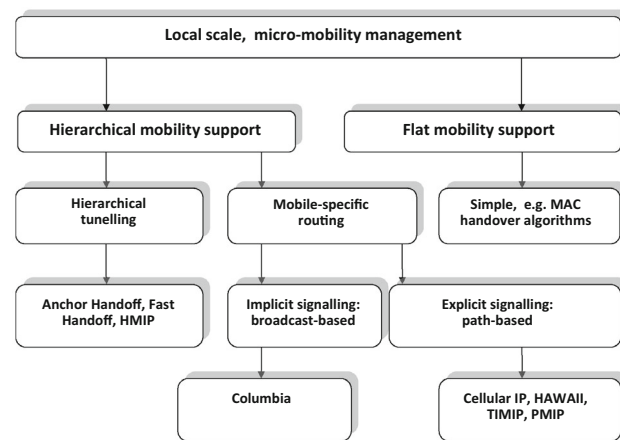 Local scale, micro-mobility management
Hierarchical mobility support
Flat mobility support
Hierarchical
tunelling
Mobile-specific
routing
Simple, e.g. MAC
handover algorithms
Anchor Handoff, Fast
Handoff, HMIP
Implicit signalling:
broadcast-based
Explicit signalling:
path-based
Columbia
Cellular IP, HAWAII,
TIMIP, PMIP